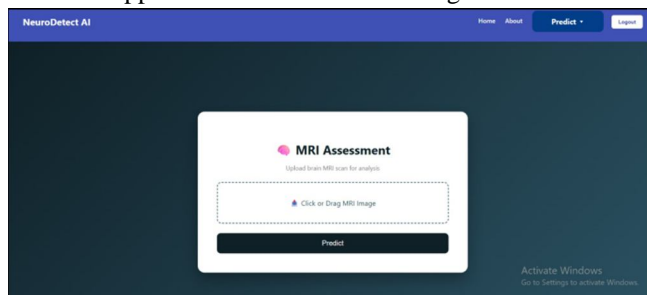 NeuroDetect AI
Home About Predict Logout
MRI Assessment
Upload brain MRI scan for analysis
Click or Drag MRI Image
Predict
Activate Windows
Go to Settings to activate Windows.